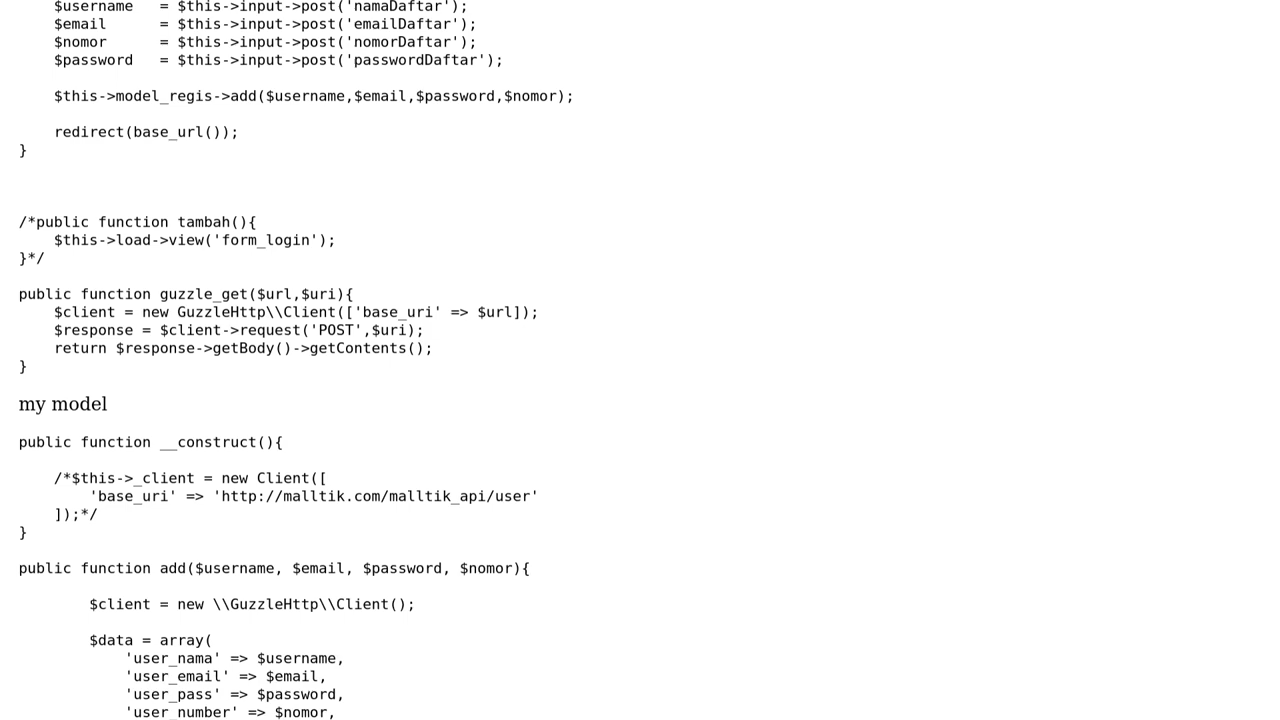 $username   = $this->input->post('namaDaftar');
$email      = $this->input->post('emailDaftar');
$nomor      = $this->input->post('nomorDaftar');
$password   = $this->input->post('passwordDaftar');
$this->model_regis->add($username,$email,$password,$nomor);
redirect(base_url());
}
/*public function tambah(){
$this->load->view('form_login');
}*/
public function guzzle_get($url,$uri){
$client = new GuzzleHttp\\Client(['base_uri' => $url]);
$response = $client->request('POST',$uri);
return $response->getBody()->getContents();
}
my model
public function __construct(){
/*$this->_client = new Client([
'base_uri' => 'http://malltik.com/malltik_api/user'
]);*/
}
public function add($username, $email, $password, $nomor){
$client = new \\GuzzleHttp\\Client();
$data = array(
'user_nama' => $username,
'user_email' => $email,
'user_pass' => $password,
'user_number' => $nomor,